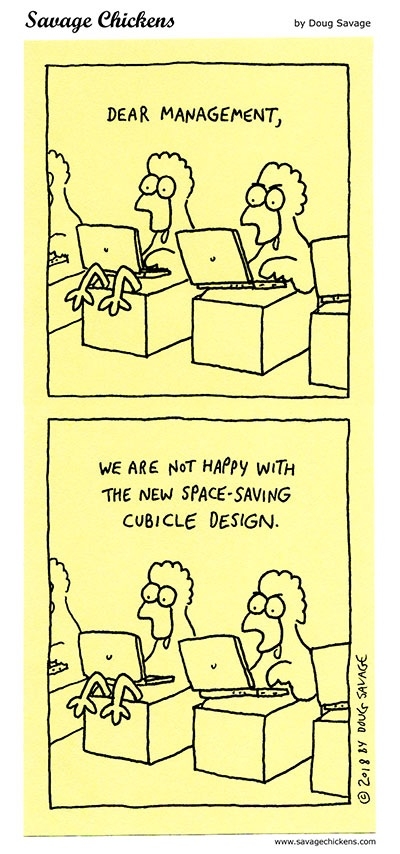 Savage Chickens
by Doug Savage
DEAR MANAGEMENT,
WE ARE NOT HAPPY WITH
THE NEW SPACE-SAVING
CUBICLE DESIGN.
© 2018 BY DOUG SAVAGE
www.savagechickens.com